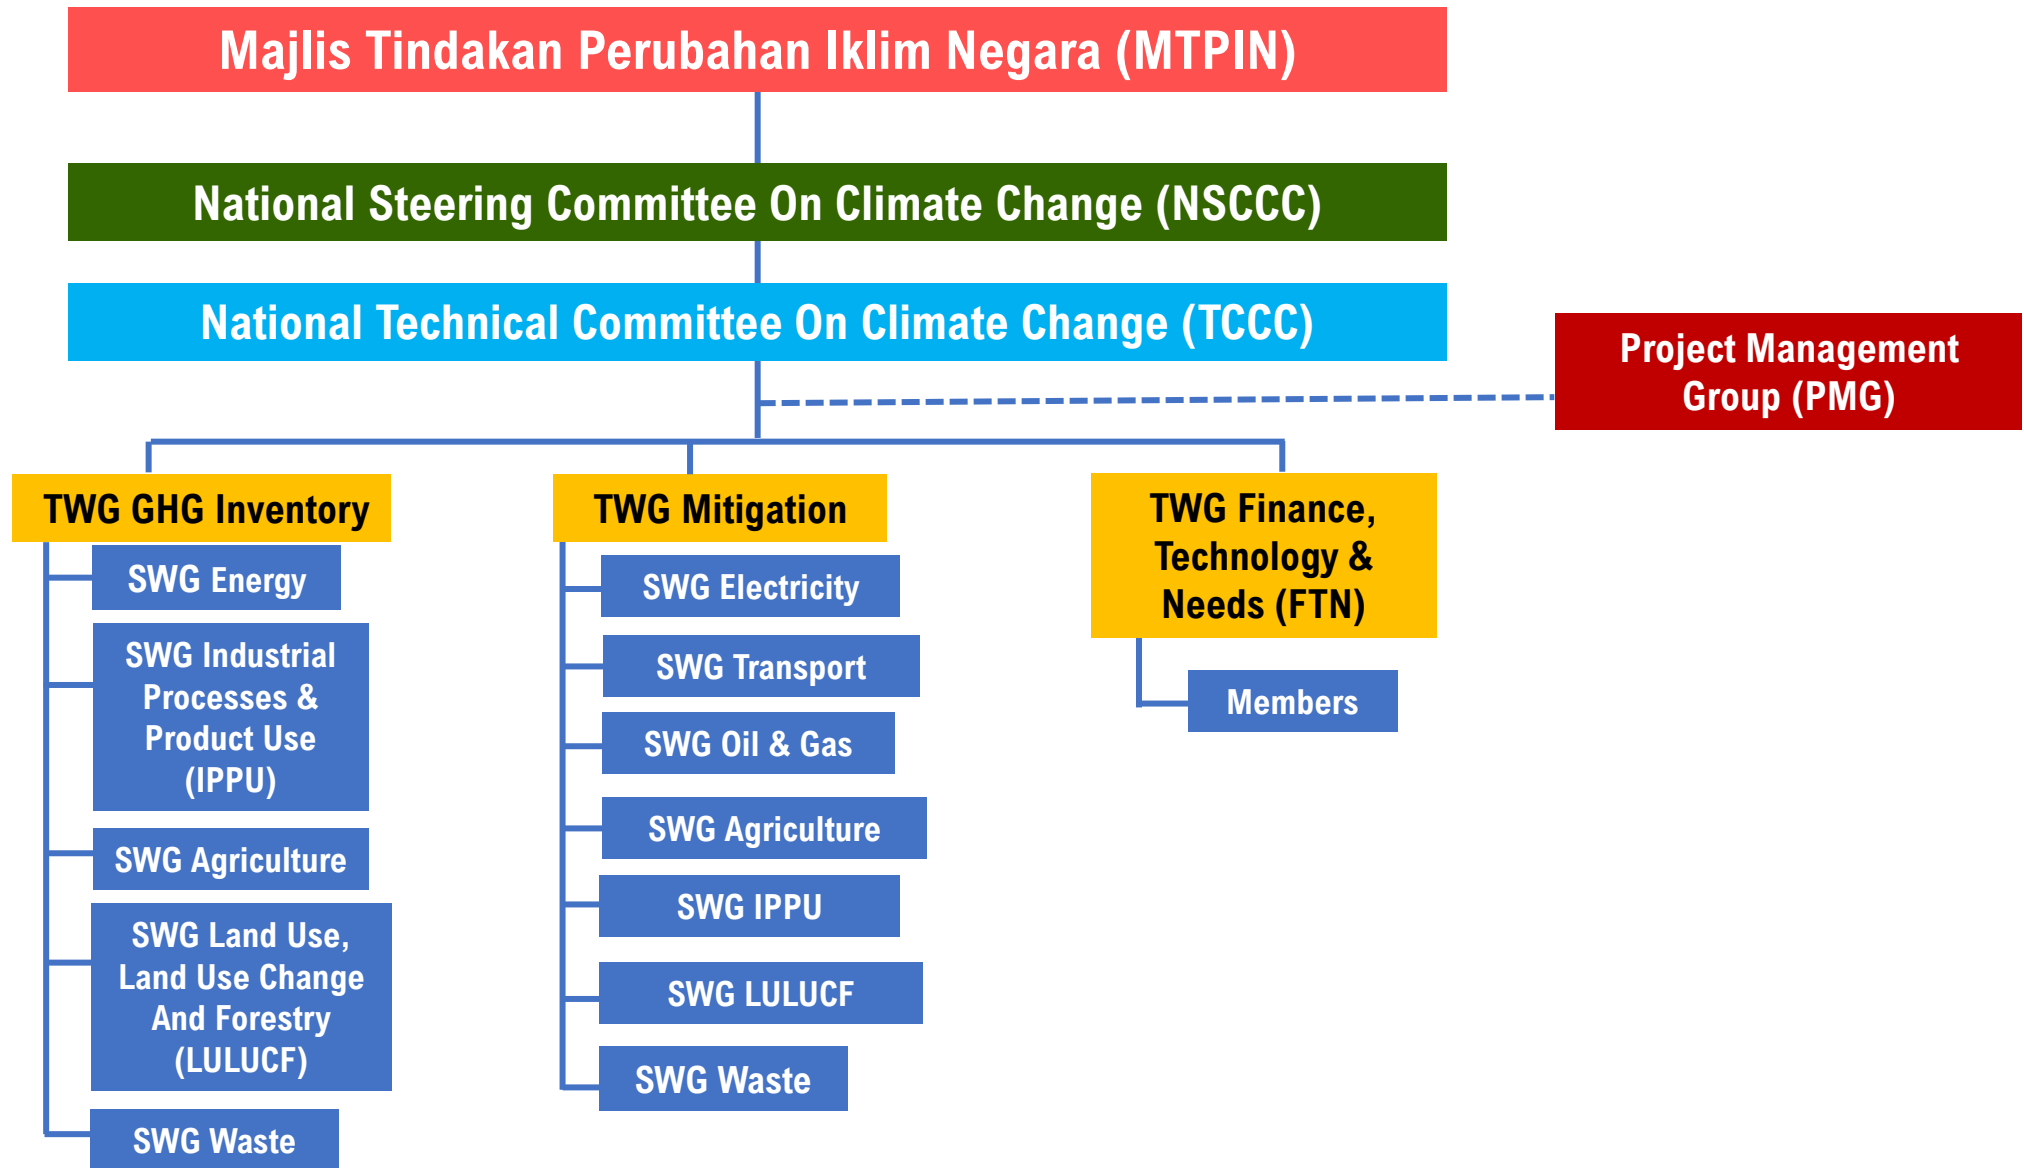 Majlis Tindakan Perubahan Iklim Negara (MTPIN)
National Steering Committee On Climate Change (NSCCC)
National Technical Committee On Climate Change (TCCC)
Project Management
Group (PMG)
TWG GHG Inventory
SWG Energy
SWG Industrial
Processes &
Product Use
(IPPU)
SWG Agriculture
SWG Land Use,
Land Use Change
And Forestry
(LULUCF)
SWG Waste
TWG Mitigation
SWG Electricity
SWG Transport
SWG Oil & Gas
SWG Agriculture
SWG IPPU
SWG LULUCF
SWG Waste
TWG Finance,
Technology &
Needs (FTN)
Members